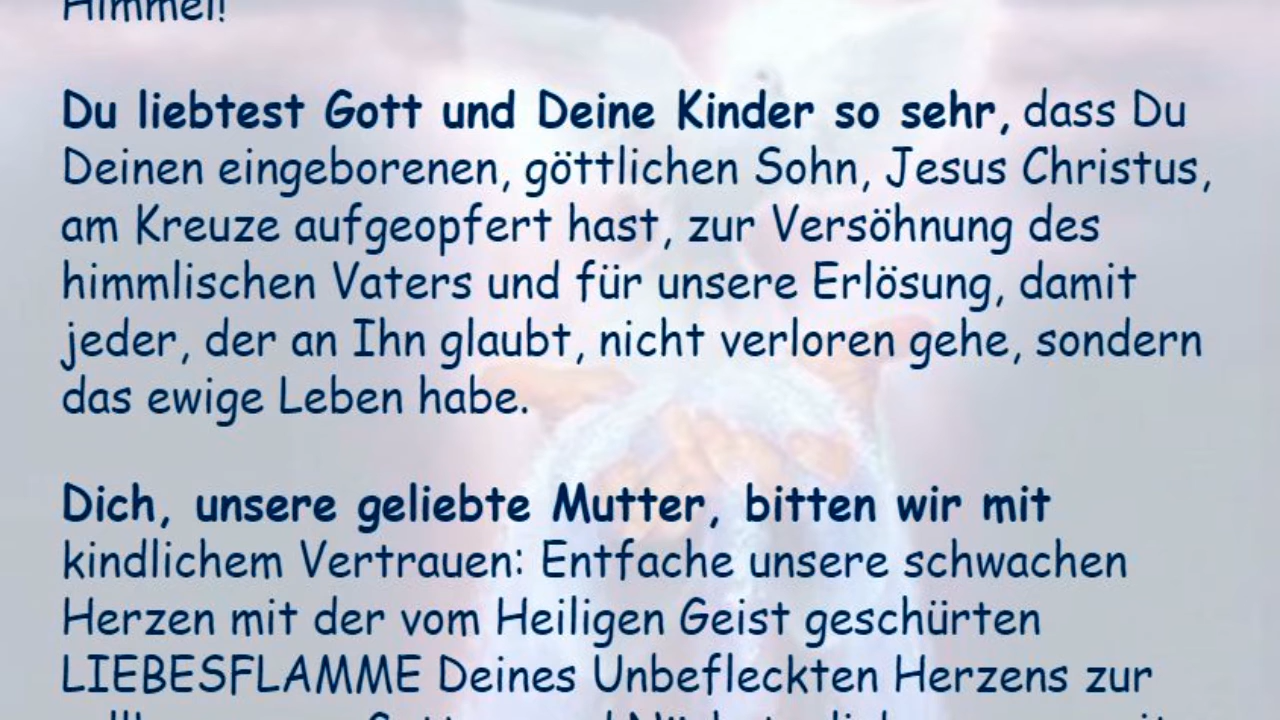 Himmel!
Du liebtest Gott und Deine Kinder so sehr, dass Du
Deinen eingeborenen, göttlichen Sohn, Jesus Christus,
am Kreuze aufgeopfert hast, zur Versöhnung des
himmlischen Vaters und für unsere Erlösung, damit
jeder, der an Ihn glaubt, nicht verloren gehe, sondern
das ewige Leben habe.
Dich, unsere geliebte Mutter, bitten wir mit
kindlichem Vertrauen: Entfache unsere schwachen
Herzen mit der vom Heiligen Geist geschürten
LIEBESFLAMME Deines Unbefleckten Herzens zur